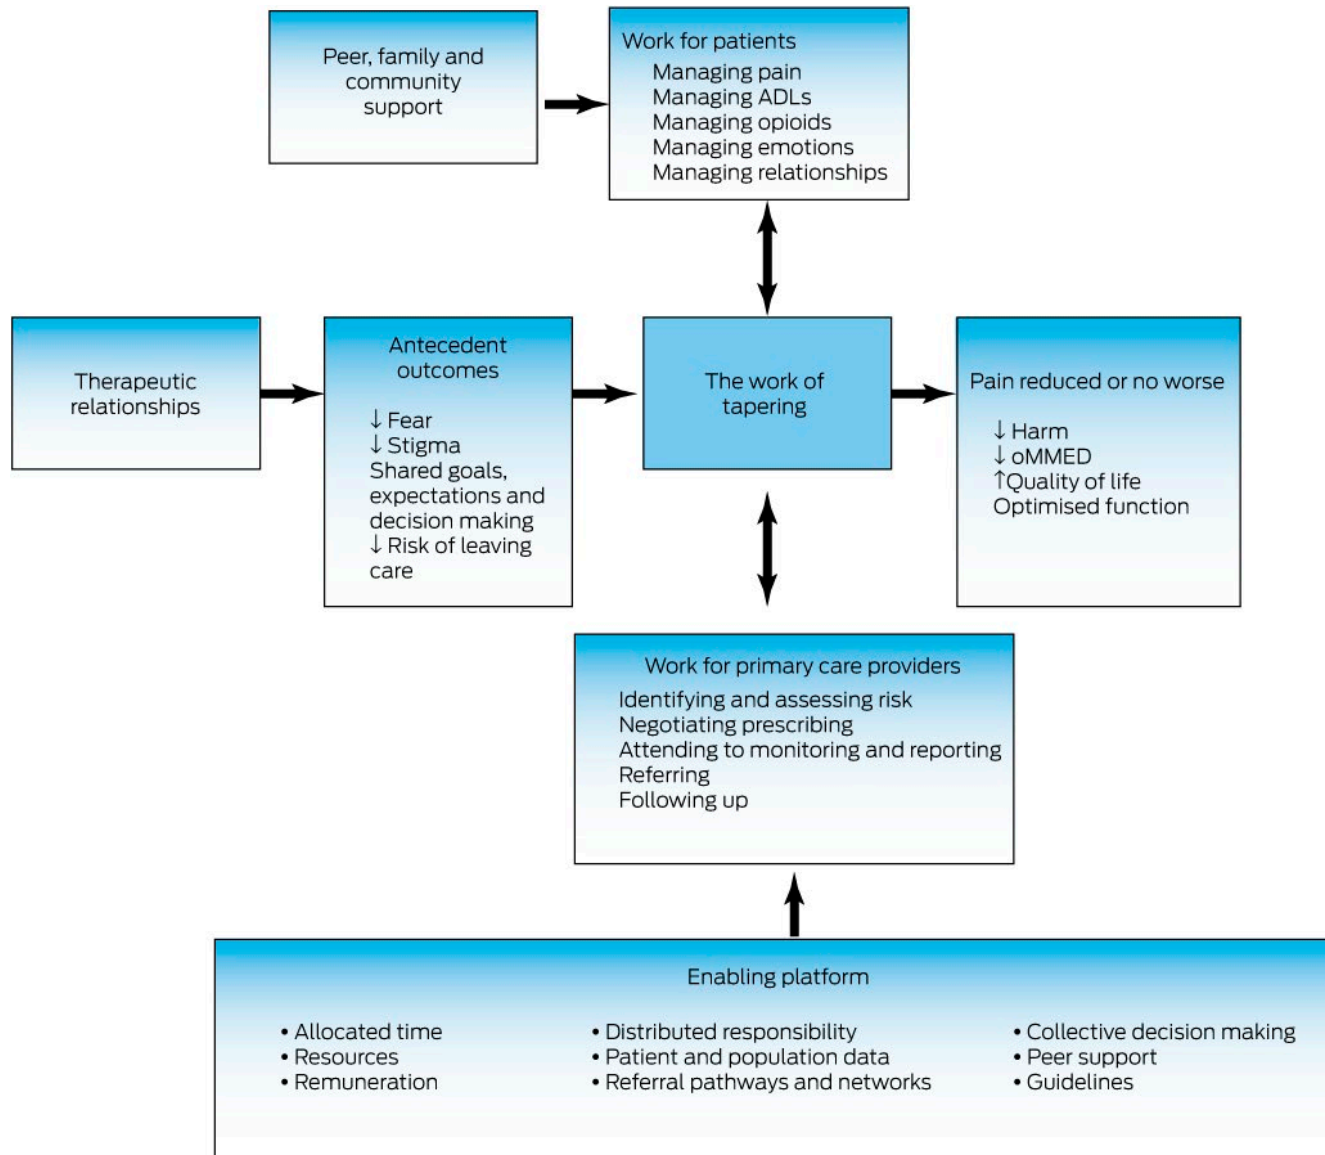 Peer, family and
community
support
Work for patients
Managing pain
Managing ADLs
Managing opioids
Managing emotions
Managing relationships
Therapeutic
relationships
Antecedent
outcomes
↓ Fear
↓ Stigma
Shared goals,
expectations and
decision making
↓ Risk of leaving
care
The work of
tapering
Pain reduced or no worse
↓ Harm
↓ oMMED
↑Quality of life
Optimised function
Work for primary care providers
Identifying and assessing risk
Negotiating prescribing
Attending to monitoring and reporting
Referring
Following up
Enabling platform
• Allocated time
• Resources
• Remuneration
• Distributed responsibility
• Patient and population data
• Referral pathways and networks
• Collective decision making
• Peer support
• Guidelines